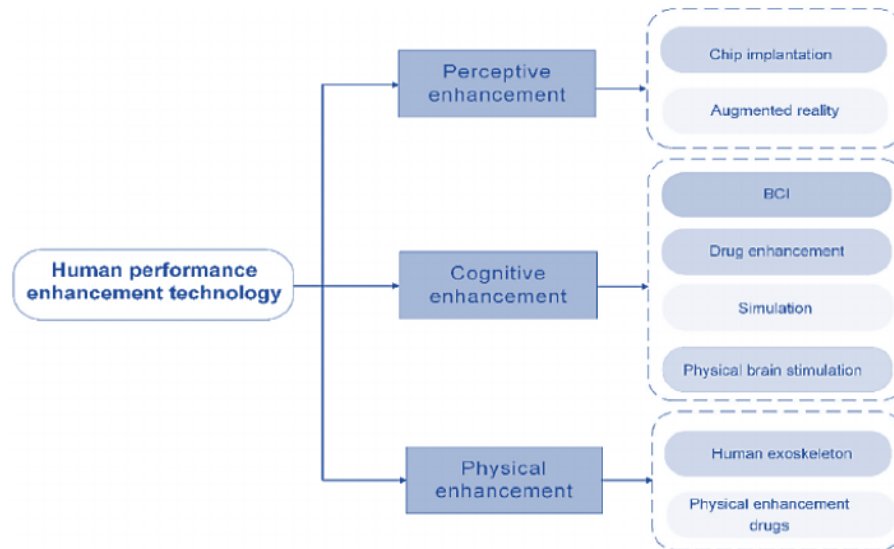 Human performance
enhancement technology
Perceptive
enhancement
Chip implantation
Augmented reality
Cognitive
enhancement
BCI
Drug enhancement
Simulation
Physical brain stimulation
Physical
enhancement
Human exoskeleton
Physical enhancement
drugs